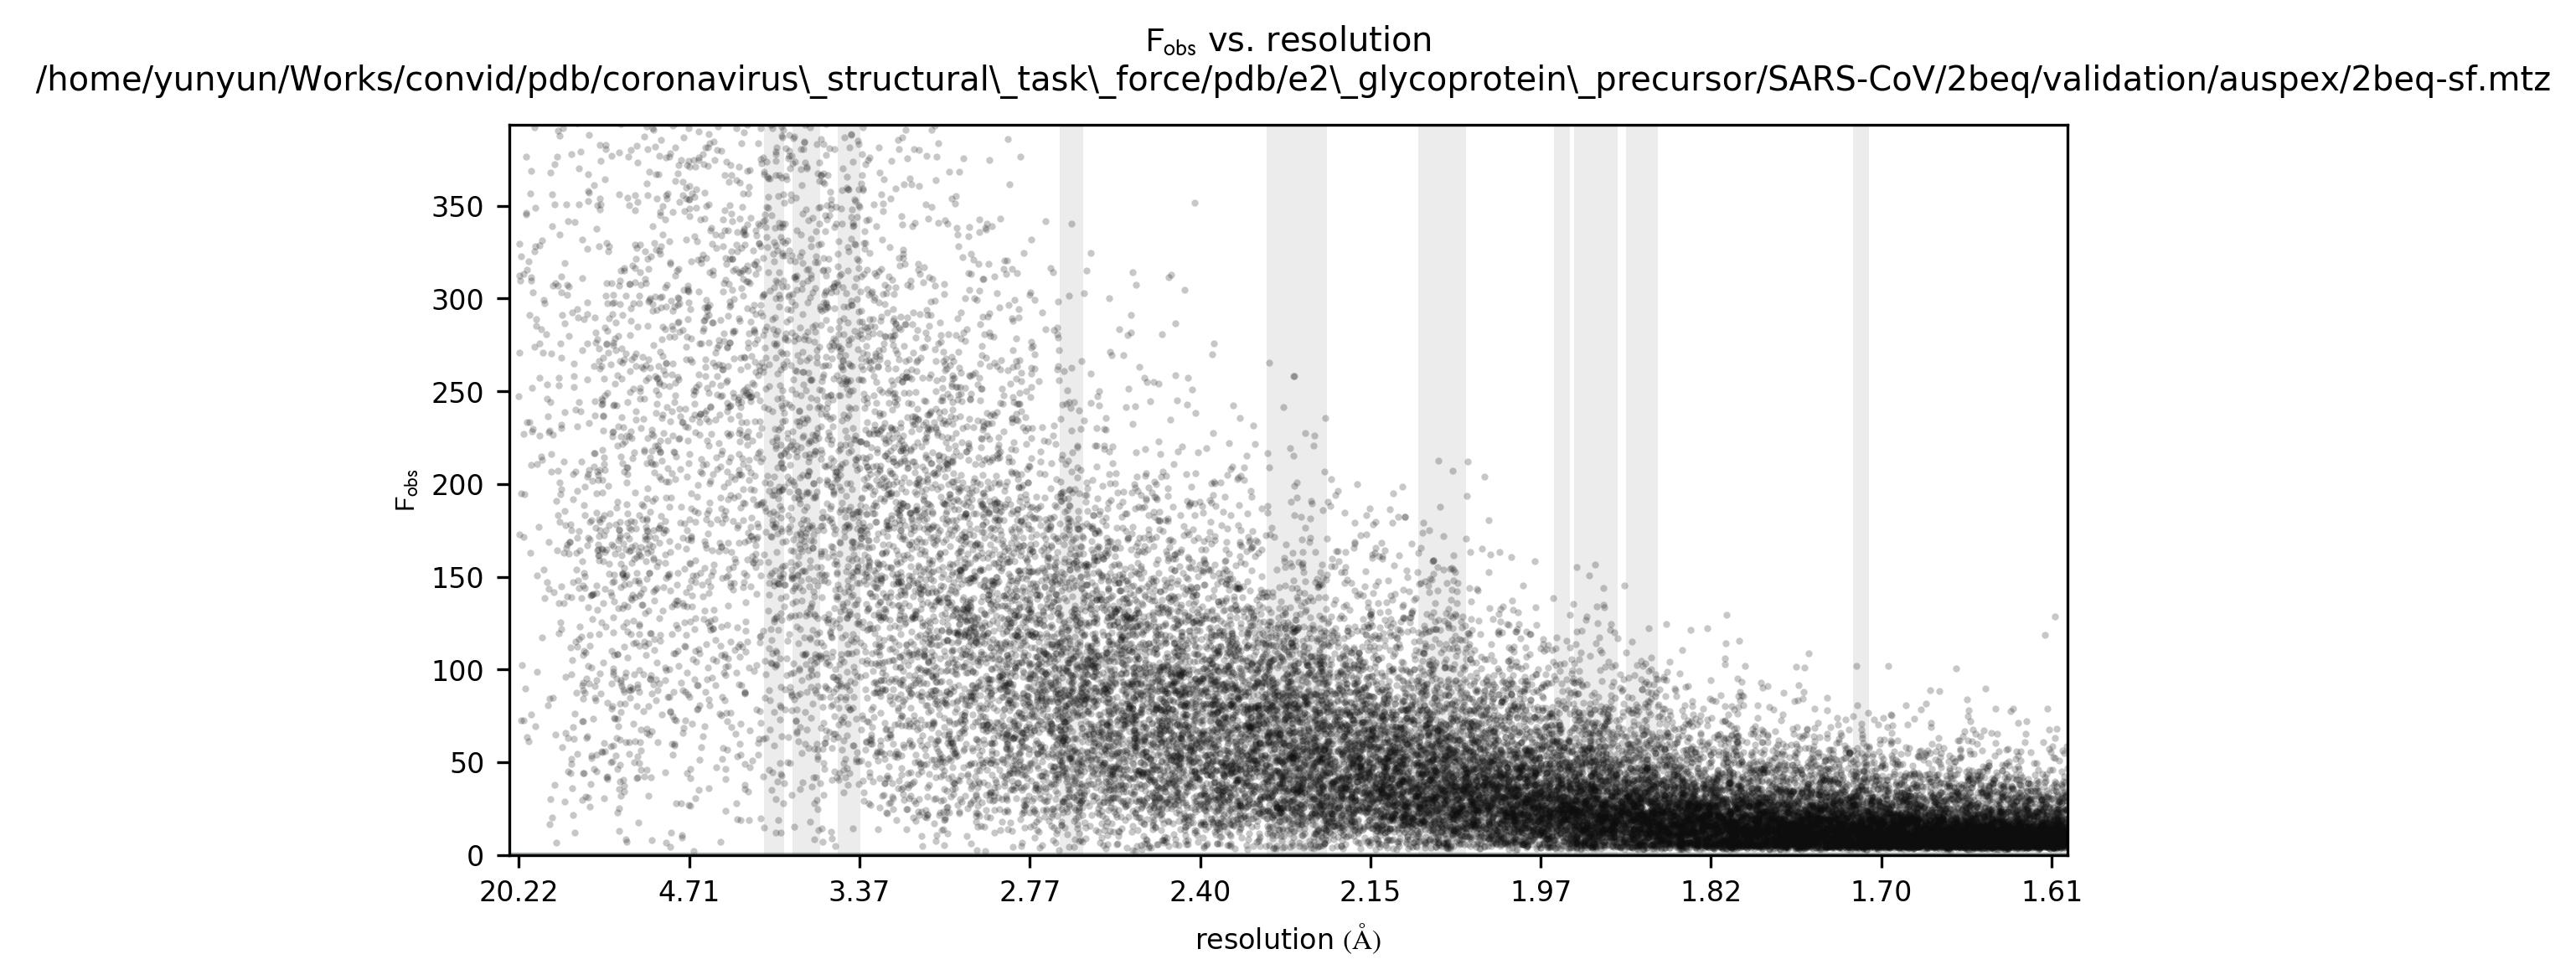 Fobs vs. resolution
/home/yunyun/Works/convid/pdb/coronavirus\_structural\_task\_force/pdb/e2\_glycoprotein\_precursor/SARS-CoV/2beq/validation/auspex/2beq-sf.mtz
350
300
250
200
150
100
50
0
Fobs
20.22 4.71 3.37 2.77 2.40 2.15 1.97 1.82 1.70 1.61
resolution (Å)